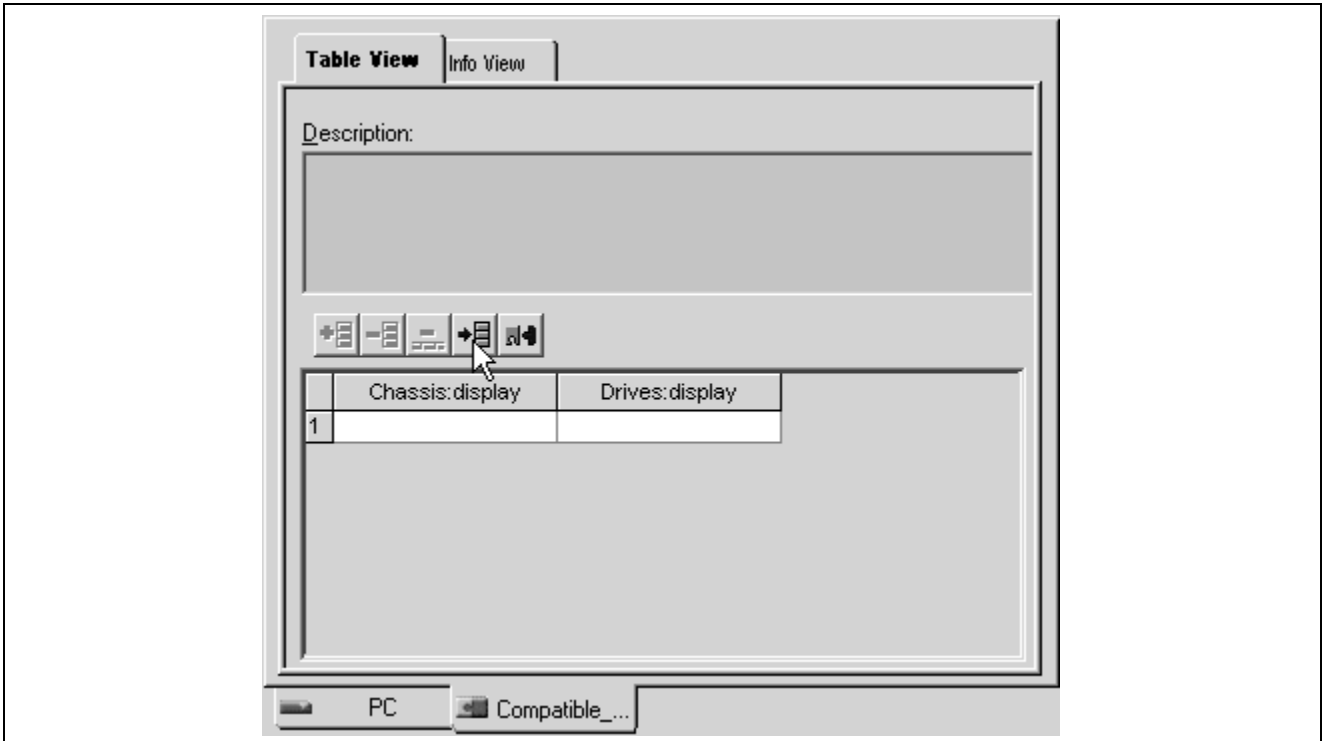 Table View Info View
Description:
Chassis:display Drives:display
1
PC Compatible_...